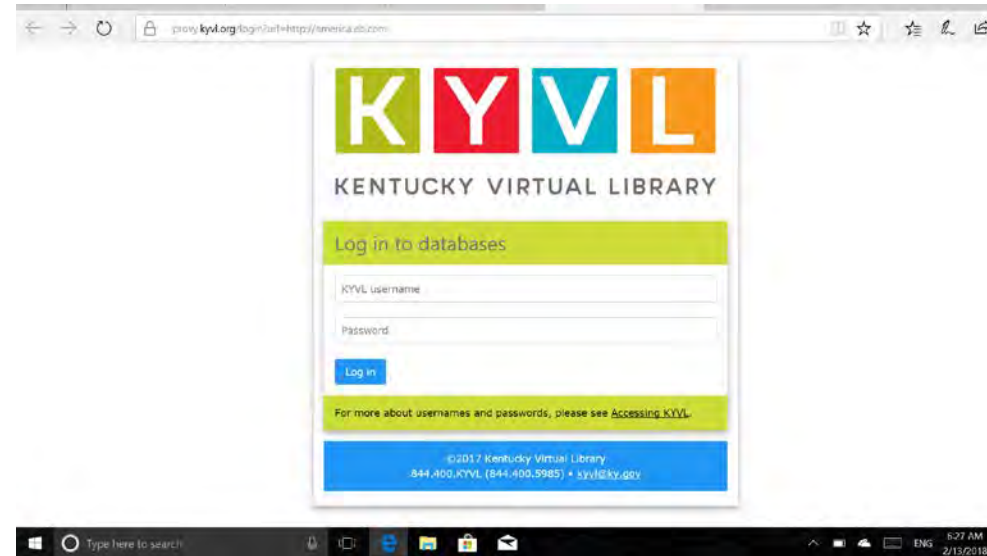 proxy.kyvl.org/login?url=http://america.eb.com
KYVL
KENTUCKY VIRTUAL LIBRARY
Log in to databases
KYVL username
Password
Log in
For more about usernames and passwords, please see Accessing KYVL.
©2017 Kentucky Virtual Library
844.400.KYVL (844.400.5985) • kyvl@ky.gov
Type here to search
ENG
6:27 AM
2/13/2018